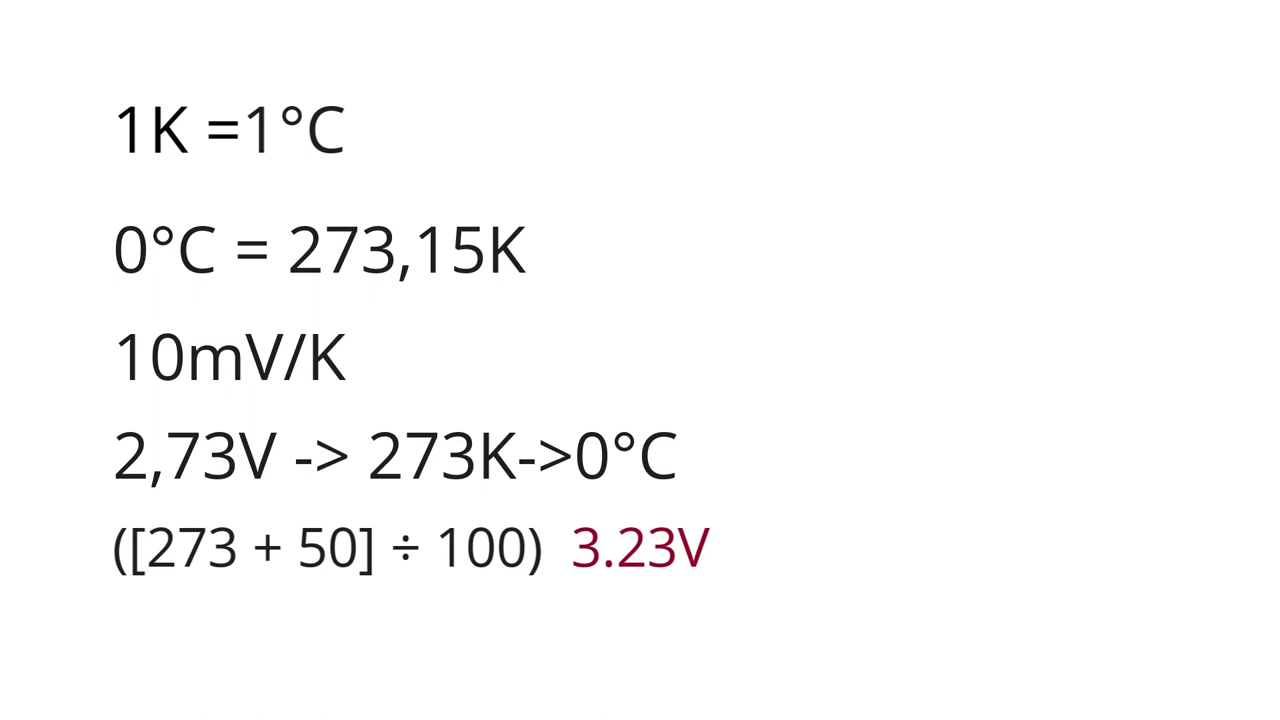 1K =1°C
0°C = 273,15K
10mV/K
2,73V -> 273K->0°C
([273 + 50] ÷ 100) 3.23V